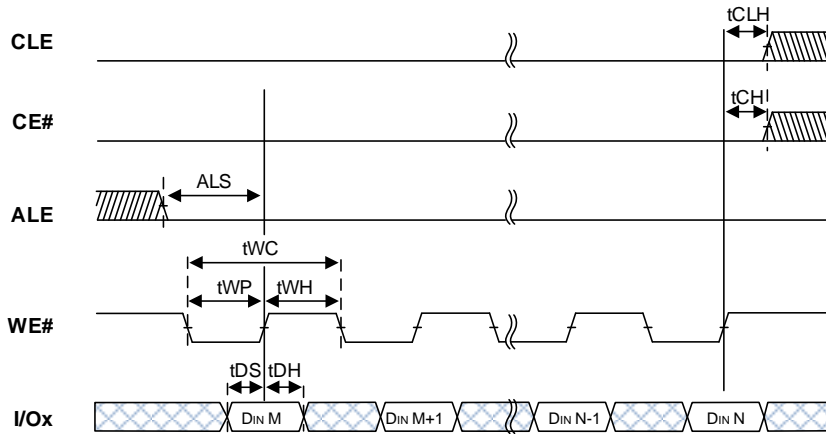 tCLH
CLE
tCH
CE#
ALS
ALE
tWC
tWP tWH
WE#
tDS tDH
I/Ox DIN M DIN M+1 DIN N-1 DIN N